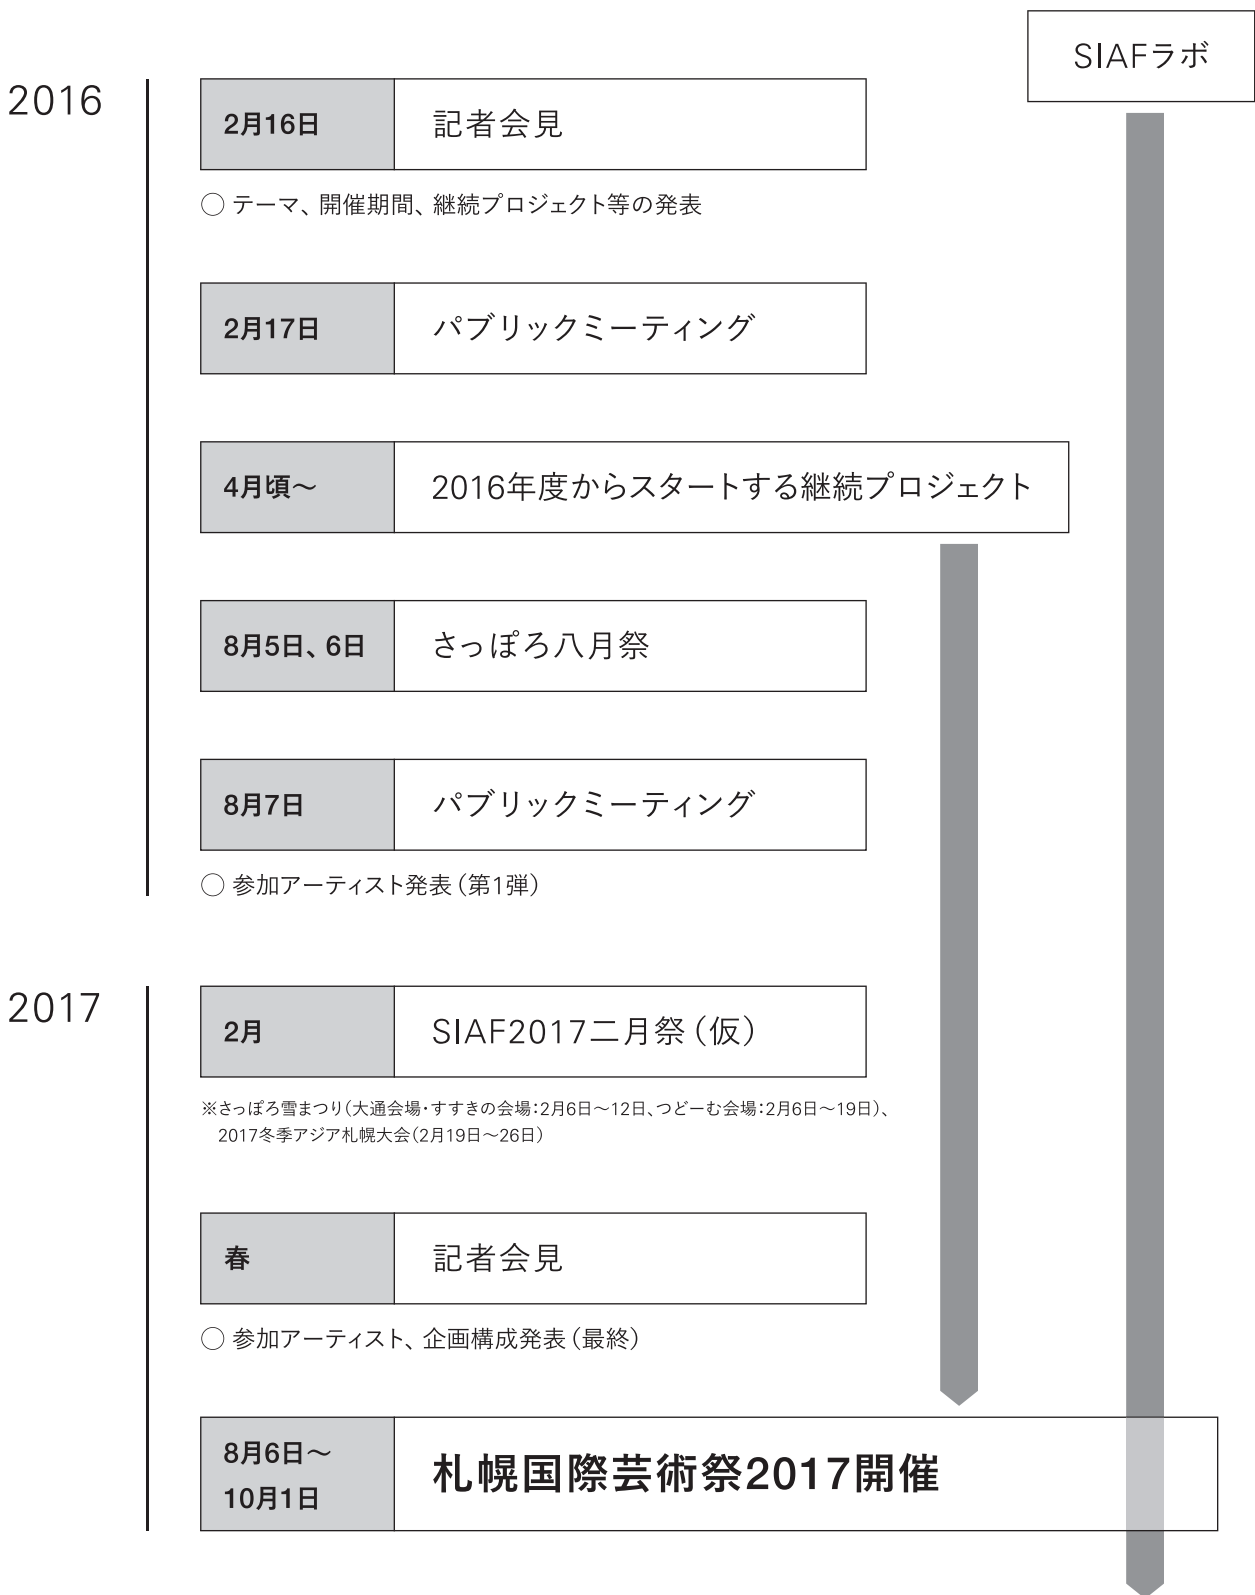 SIAFラボ
2016
2月16日 記者会見
○ テーマ、開催期間、継続プロジェクト等の発表
2月17日 パブリックミーティング
4月頃〜 2016年度からスタートする継続プロジェクト
8月5日、6日 さっぽろ八月祭
8月7日 パブリックミーティング
○ 参加アーティスト発表（第1弾）
2017
2月 SIAF2017二月祭（仮）
※さっぽろ雪まつり（大通会場・すすきの会場：2月6日〜12日、つどーむ会場：2月6日〜19日）、
2017冬季アジア札幌大会（2月19日〜26日）
春 記者会見
○ 参加アーティスト、企画構成発表（最終）
8月6日〜
10月1日
札幌国際芸術祭2017開催